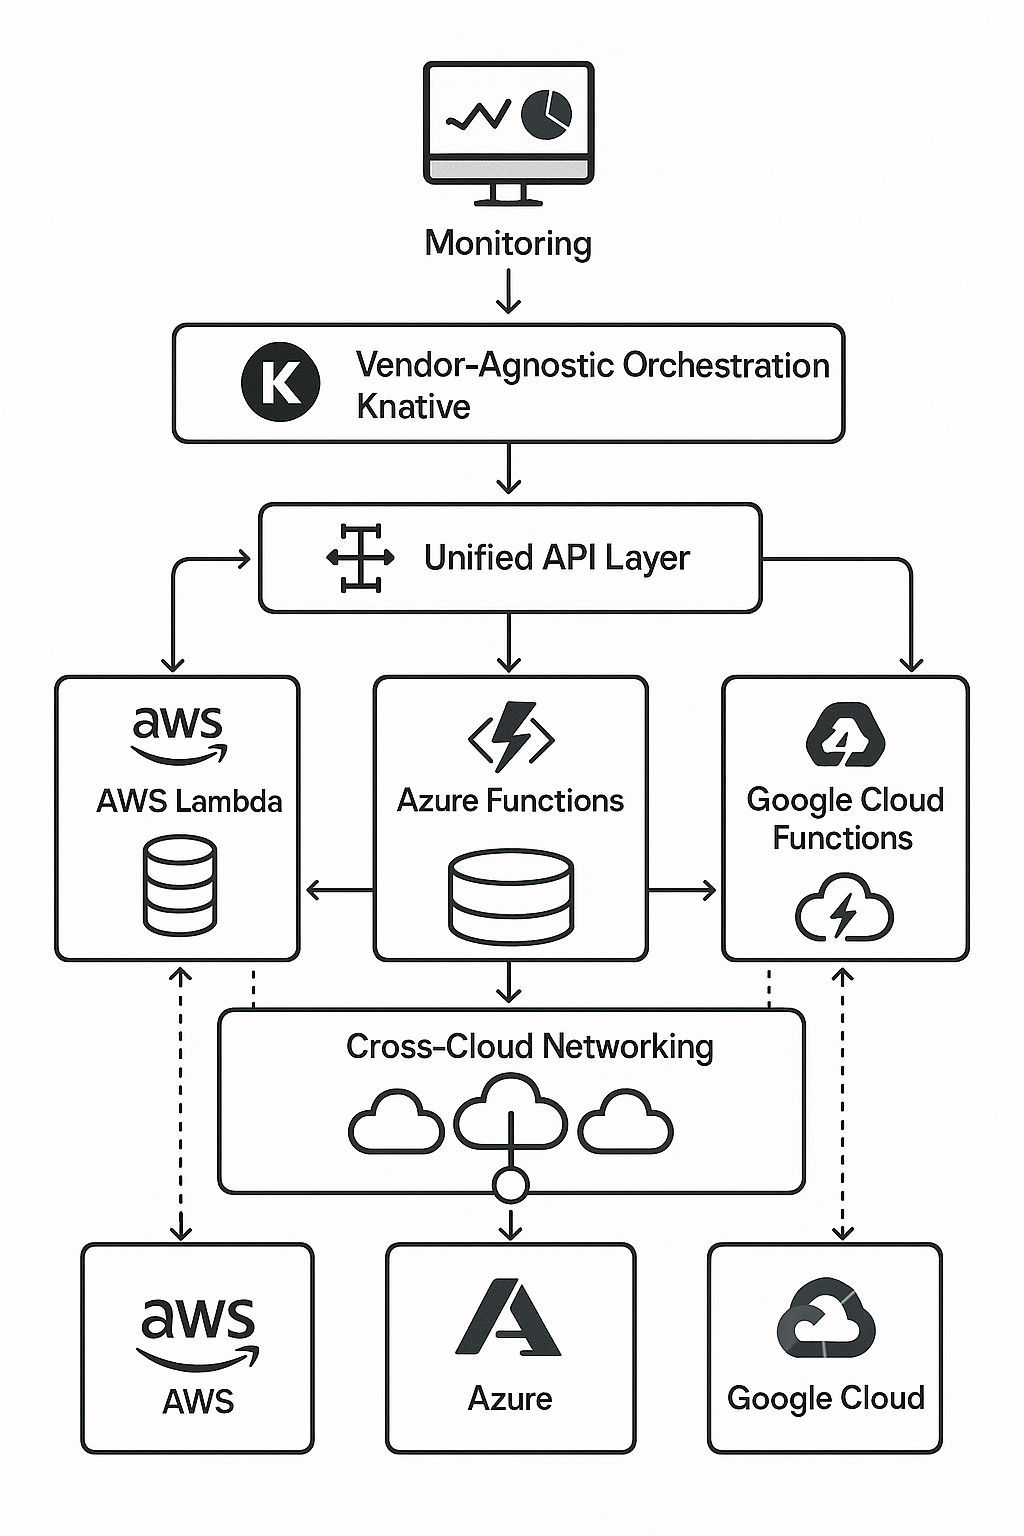 Monitoring
K
Vendor-Agnostic Orchestration
Knative
Unified API Layer
aws
AWS Lambda
Azure Functions
Google Cloud
Functions
Cross-Cloud Networking
aws
AWS
Azure
Google Cloud